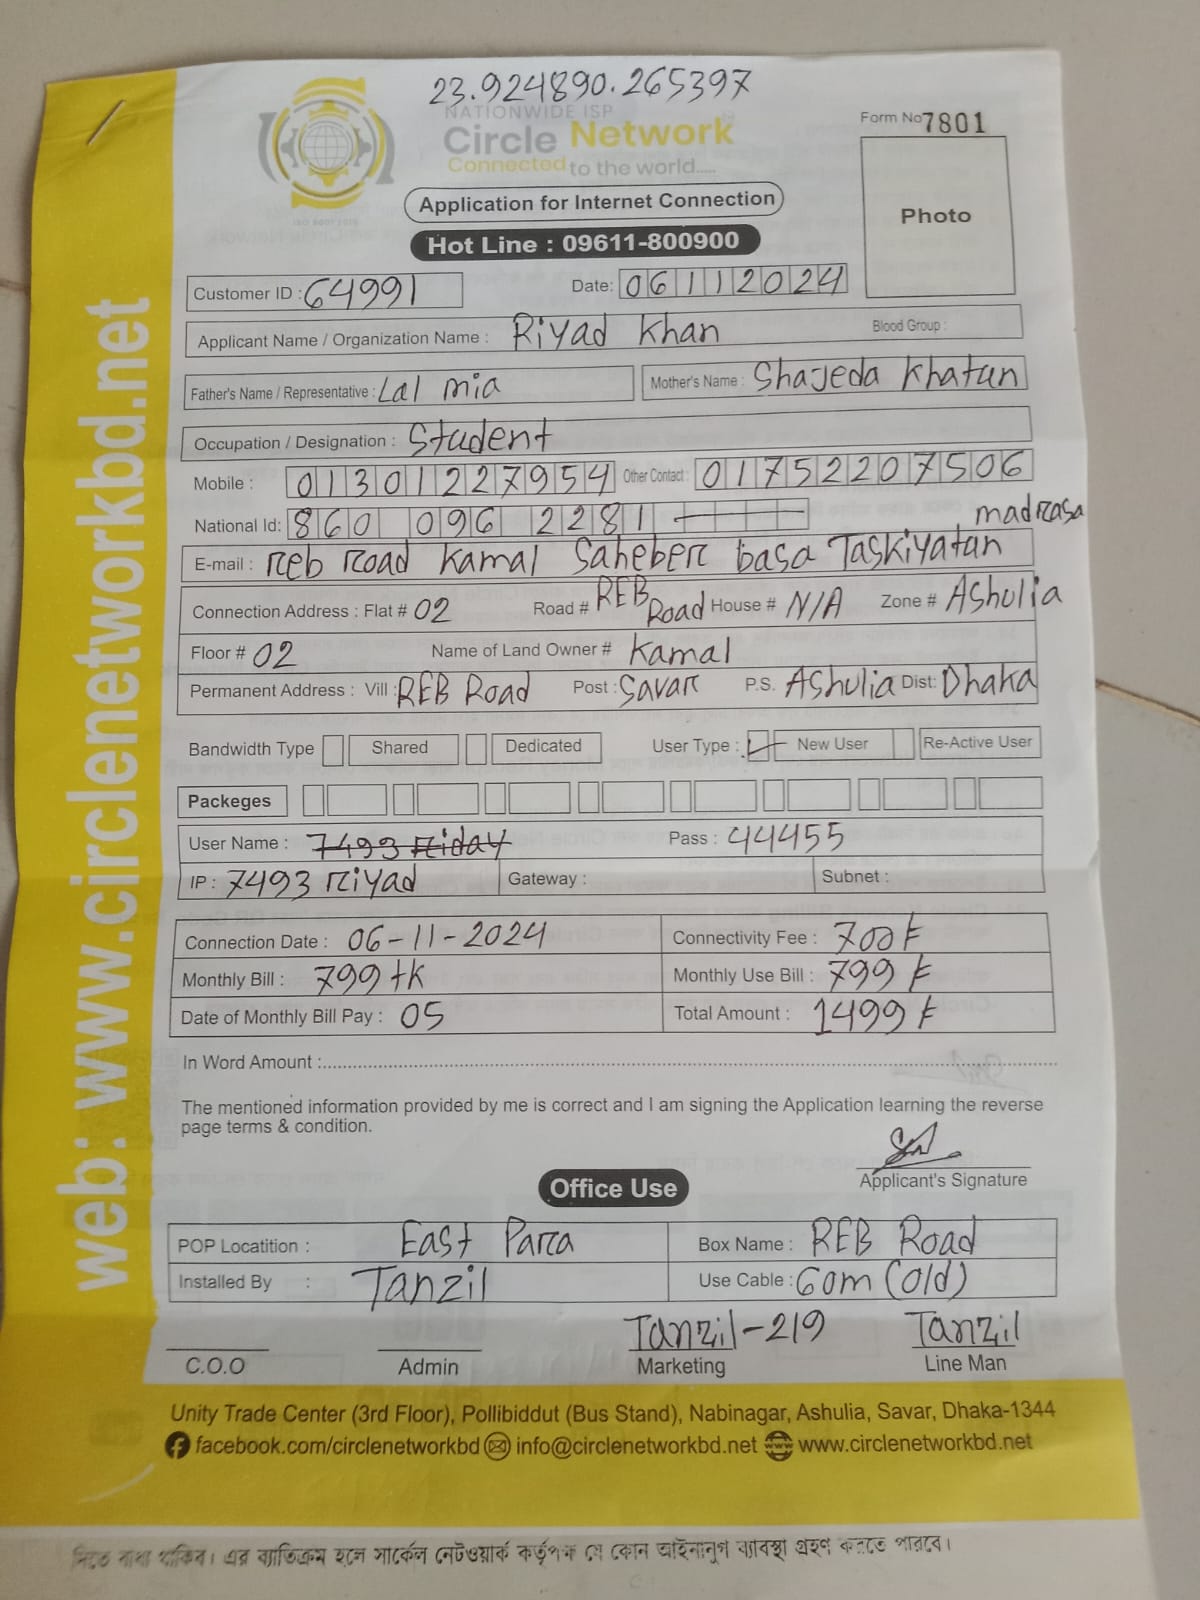 23.924890.265397
NATIONWIDE ISP
Circle Network
Connected to the world.....
Form No 7801
Photo
Application for Internet Connection
Hot Line : 09611-800900
Customer ID : 64991 Date: 06112024
Applicant Name / Organization Name : Riyad Khan Blood Group :
Father's Name / Representative : Lal mia Mother's Name : Shajeda Khatun
Occupation / Designation : Student
Mobile : 01301227954 Other Contact : 01752207506
National Id: 860 096 2281
madrasa
E-mail : reb road Kamal Saheber basa Taskiyatan
Connection Address : Flat # 02 Road # REB Road House # N/A Zone # Ashulia
Floor # 02 Name of Land Owner # Kamal
Permanent Address : Vill : REB Road Post : Savar P.S. Ashulia Dist: Dhaka
Bandwidth Type Shared Dedicated User Type : New User Re-Active User
Packeges
User Name : 7493 Riday Pass : 44455
IP : 7493 riyad Gateway : Subnet :
Connection Date : 06-11-2024 Connectivity Fee : 700 ৳
Monthly Bill : 799 tk Monthly Use Bill : 799 ৳
Date of Monthly Bill Pay : 05 Total Amount : 1499 ৳
In Word Amount :
The mentioned information provided by me is correct and I am signing the Application learning the reverse
page terms & condition.
Applicant's Signature
Office Use
POP Locatition : East Para Box Name : REB Road
Installed By : Tanzil Use Cable : 60m (old)
Tanzil-219 Tanzil
C.O.O Admin Marketing Line Man
Unity Trade Center (3rd Floor), Pollibiddut (Bus Stand), Nabinagar, Ashulia, Savar, Dhaka-1344
facebook.com/circlenetworkbd info@circlenetworkbd.net www.circlenetworkbd.net
web: www.circlenetworkbd.net
বাধ্য থাকিব। এর ব্যতিক্রম হলে সার্কেল নেটওয়ার্ক কর্তৃপক্ষ যে কোন আইনানুগ ব্যবস্থা গ্রহণ করতে পারবে।